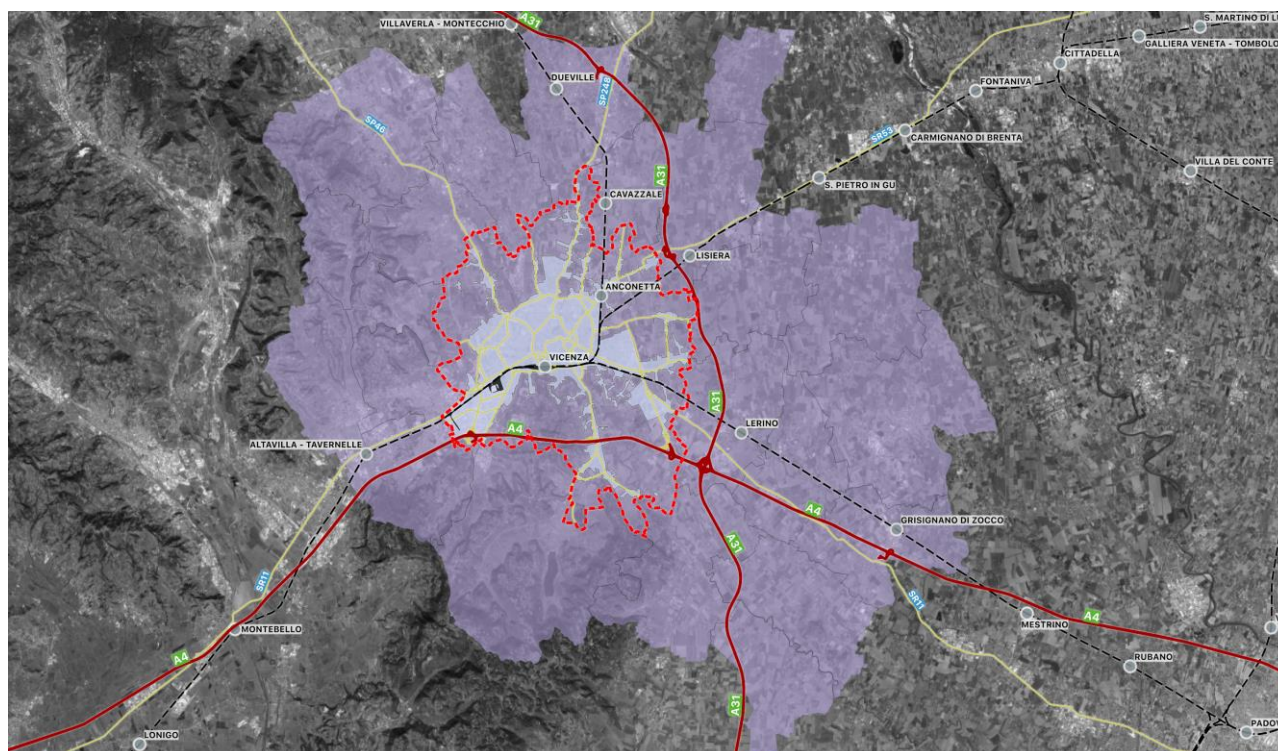 A31
VILLAVERLA - MONTECCHIO
S. MARTINO DI L
GALLIERA VENETA - TOMBOLO
CITTADELLA
DUEVILLE
SP24B
FONTANIVA
SP46
SR53
CARMIGNANO DI BRENTA
VILLA DEL CONTE
A31
S. PIETRO IN GU
CAVAZZALE
LISIERA
ANCONETTA
VICENZA
A31
A4
LERINO
ALTAVILLA - TAVERNELLE
A4
GRISIGNANO DI ZOCCO
A31
SR11
SR11
MESTRINO
A4
MONTEBELLO
A4
RUBANO
A31
PADOV
LONIGO